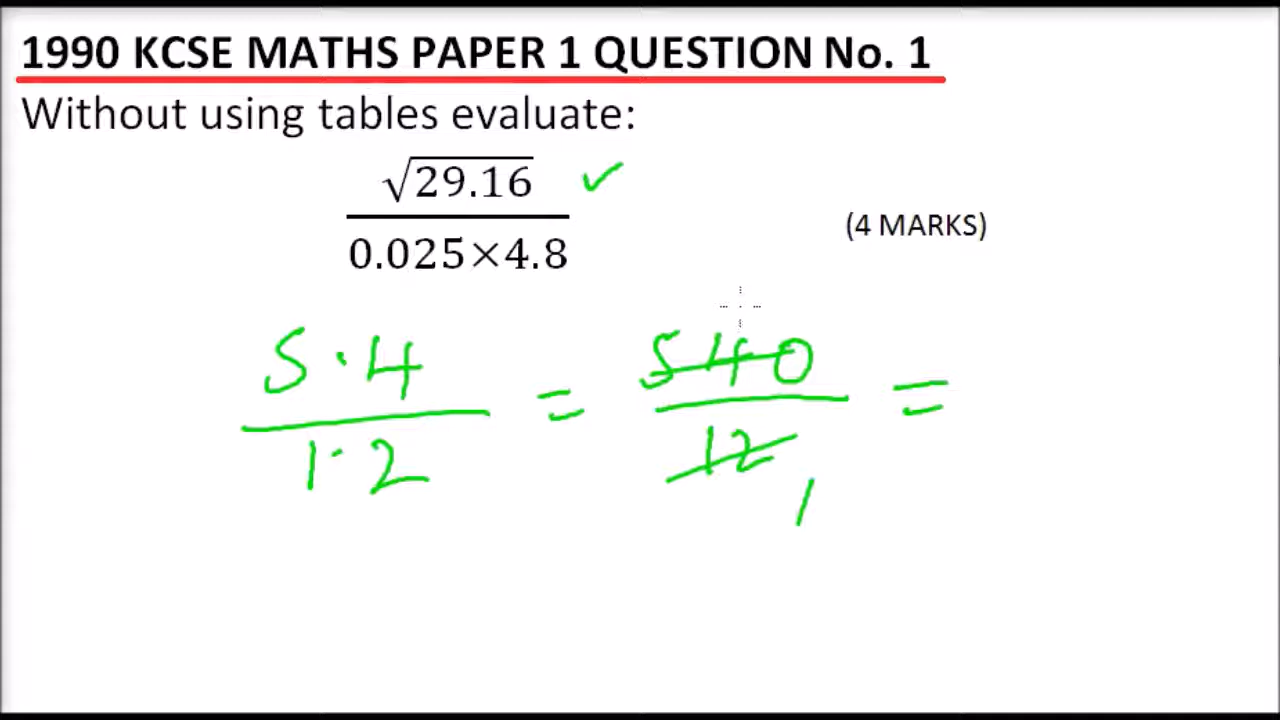 1990 KCSE MATHS PAPER 1 QUESTION No. 1
Without using tables evaluate:
√29.16 ✓
0.025×4.8
(4 MARKS)
5.4 = 540 =
1.2 12 1